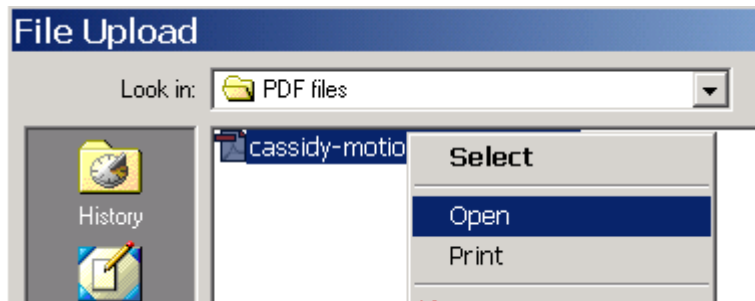 File Upload
Look in: PDF files
cassidy-motio
Select
History
Open
Print